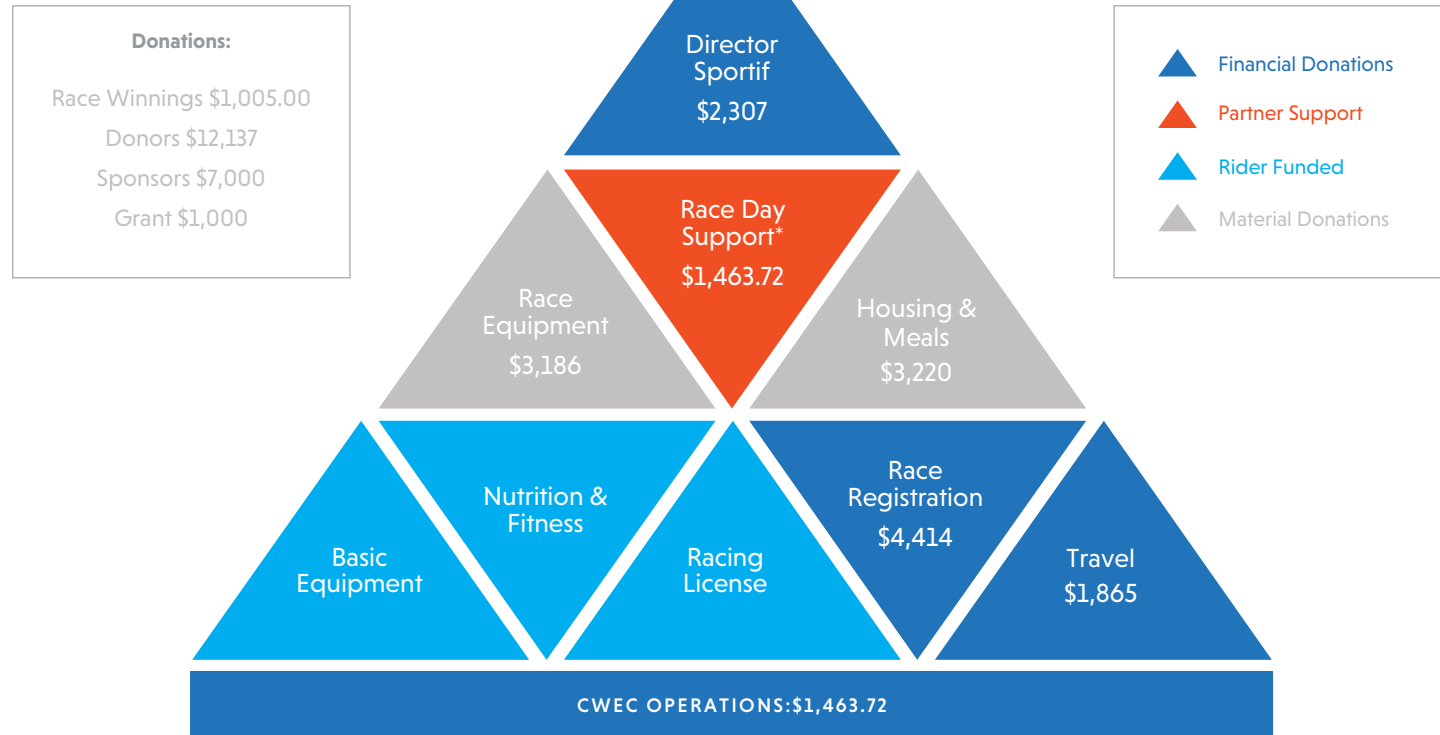 Donations:
Race Winnings $1,005.00
Donors $12,137
Sponsors $7,000
Grant $1,000
Director
Sportif
$2,307
Financial Donations
Partner Support
Rider Funded
Material Donations
Race Day
Support*
$1,463.72
Race
Equipment
$3,186
Housing &
Meals
$3,220
Basic
Equipment
Nutrition &
Fitness
Racing
License
Race
Registration
$4,414
Travel
$1,865
CWEC OPERATIONS:$1,463.72